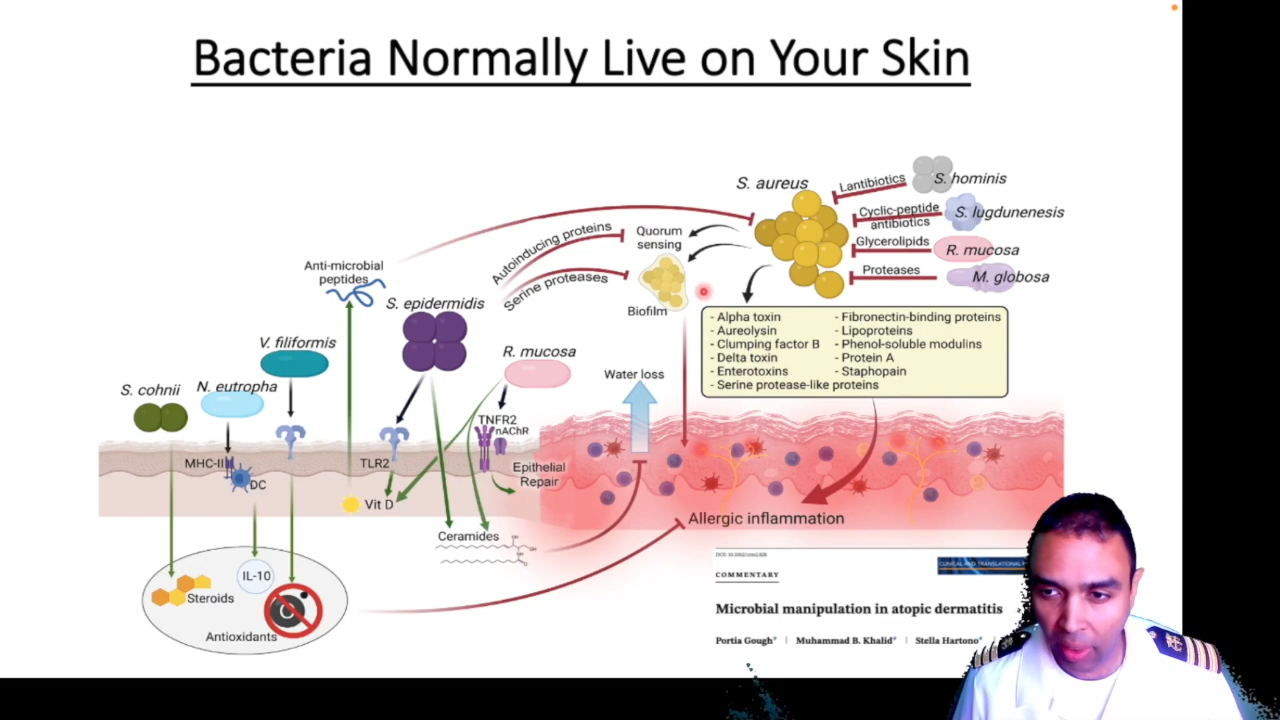 Bacteria Normally Live on Your Skin
S. aureus
Lantibiotics
S. hominis
Cyclic-peptide
antibiotics
S. lugdunenesis
Glycerolipids
R. mucosa
Proteases
M. globosa
Quorum
sensing
Autoinducing proteins
Serine proteases
Biofilm
Anti-microbial
peptides
S. epidermidis
V. filiformis
R. mucosa
S. cohnii
N. eutropha
Water loss
- Alpha toxin
- Aureolysin
- Clumping factor B
- Delta toxin
- Enterotoxins
- Serine protease-like proteins
- Fibronectin-binding proteins
- Lipoproteins
- Phenol-soluble modulins
- Protein A
- Staphopain
TNFR2
nAChR
MHC-II
DC
TLR2
Epithelial
Repair
Vit D
Ceramides
OH
OH
NH
O
Allergic inflammation
Steroids
IL-10
Antioxidants
COMMENTARY
Microbial manipulation in atopic dermatitis
Portia Gough* | Muhammad B. Khalid* | Stella Hartono*